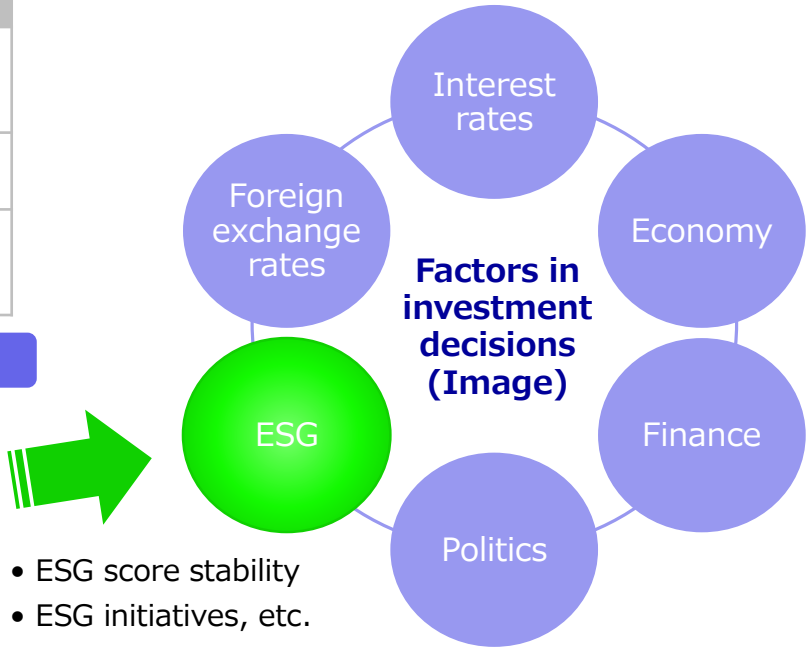 Interest
rates
Foreign
exchange
rates
Economy
Factors in
investment
decisions
(Image)
ESG
Finance
Politics
• ESG score stability
• ESG initiatives, etc.